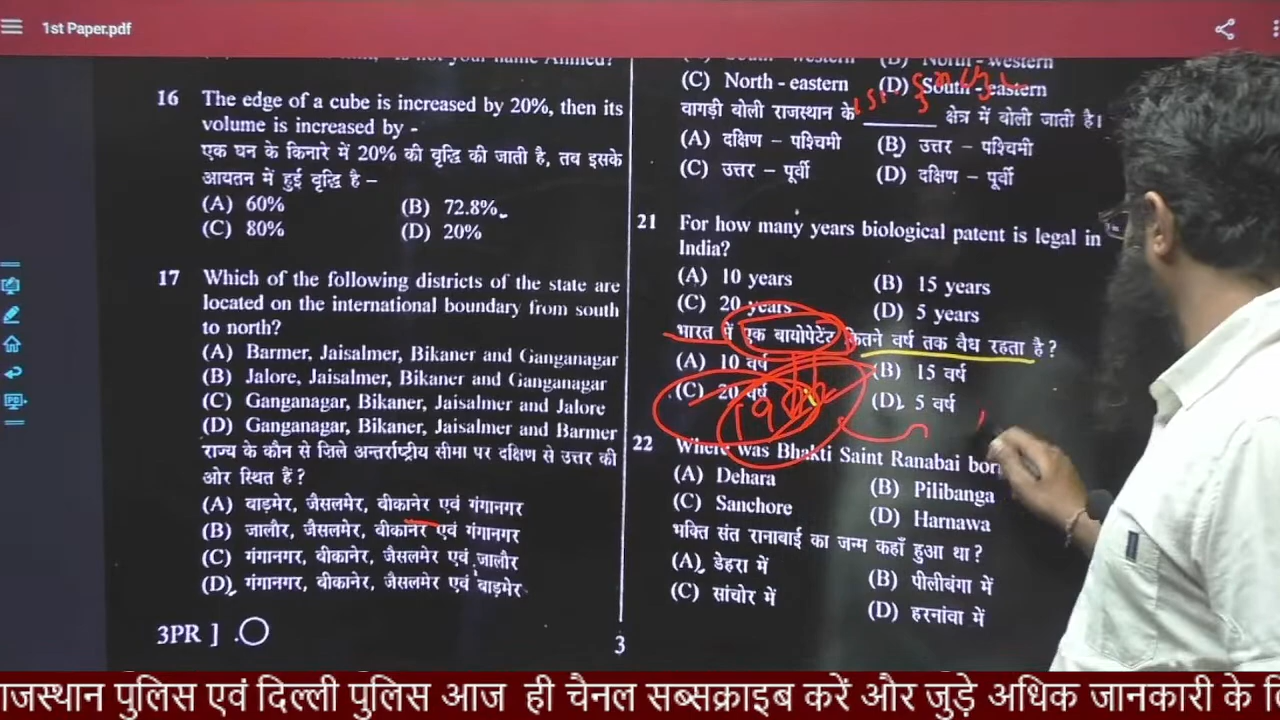 1st Paper.pdf
16 The edge of a cube is increased by 20%, then its
volume is increased by -
एक घन के किनारे में 20% की वृद्धि की जाती है, तब इसके
आयतन में हुई वृद्धि है –
(A) 60% (B) 72.8%
(C) 80% (D) 20%
17 Which of the following districts of the state are
located on the international boundary from south
to north?
(A) Barmer, Jaisalmer, Bikaner and Ganganagar
(B) Jalore, Jaisalmer, Bikaner and Ganganagar
(C) Ganganagar, Bikaner, Jaisalmer and Jalore
(D) Ganganagar, Bikaner, Jaisalmer and Barmer
राज्य के कौन से जिले अन्तर्राष्ट्रीय सीमा पर दक्षिण से उत्तर की
ओर स्थित हैं ?
(A) बाड़मेर, जैसलमेर, बीकानेर एवं गंगानगर
(B) जालौर, जैसलमेर, बीकानेर एवं गंगानगर
(C) गंगानगर, बीकानेर, जैसलमेर एवं जालौर
(D) गंगानगर, बीकानेर, जैसलमेर एवं बाड़मेर
3PR ]
3
(B) North - western
(C) North - eastern (D) South - eastern
वागड़ी बोली राजस्थान के ________ क्षेत्र में बोली जाती है।
(A) दक्षिण – पश्चिमी (B) उत्तर – पश्चिमी
(C) उत्तर – पूर्वी (D) दक्षिण – पूर्वी
21 For how many years biological patent is legal in
India?
(A) 10 years (B) 15 years
(C) 20 years (D) 5 years
भारत में एक बायोपेटेंट कितने वर्ष तक वैध रहता है ?
(A) 10 वर्ष (B) 15 वर्ष
(C) 20 वर्ष (D) 5 वर्ष
22 Where was Bhakti Saint Ranabai
(A) Dehara (B) Pilibanga
(C) Sanchore (D) Harnawa
भक्ति संत रानाबाई का जन्म कहाँ हुआ था ?
(A) डेहरा में (B) पीलीबंगा में
(C) सांचोर में (D) हरनांवा में
पुलिस एवं दिल्ली पुलिस आज ही चैनल सब्सक्राइब करें और जुड़े अधिक जानकारी के